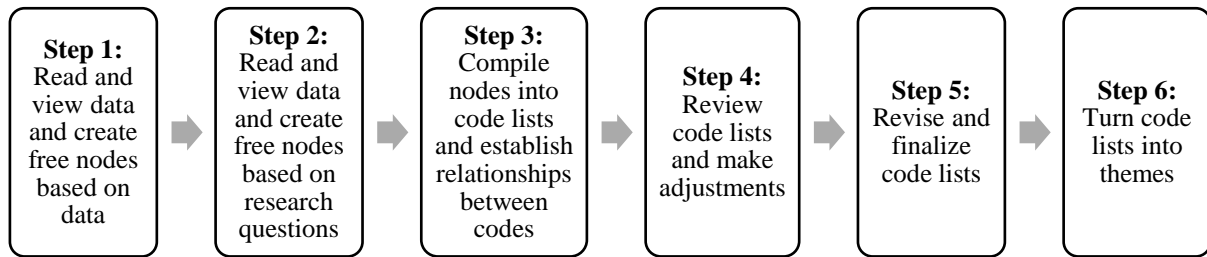 Step 1:
Read and
view data
and create
free nodes
based on
data
Step 2:
Read and
view data
and create
free nodes
based on
research
questions
Step 3:
Compile
nodes into
code lists
and establish
relationships
between
codes
Step 4:
Review
code lists
and make
adjustments
Step 5:
Revise and
finalize
code lists
Step 6:
Turn code
lists into
themes